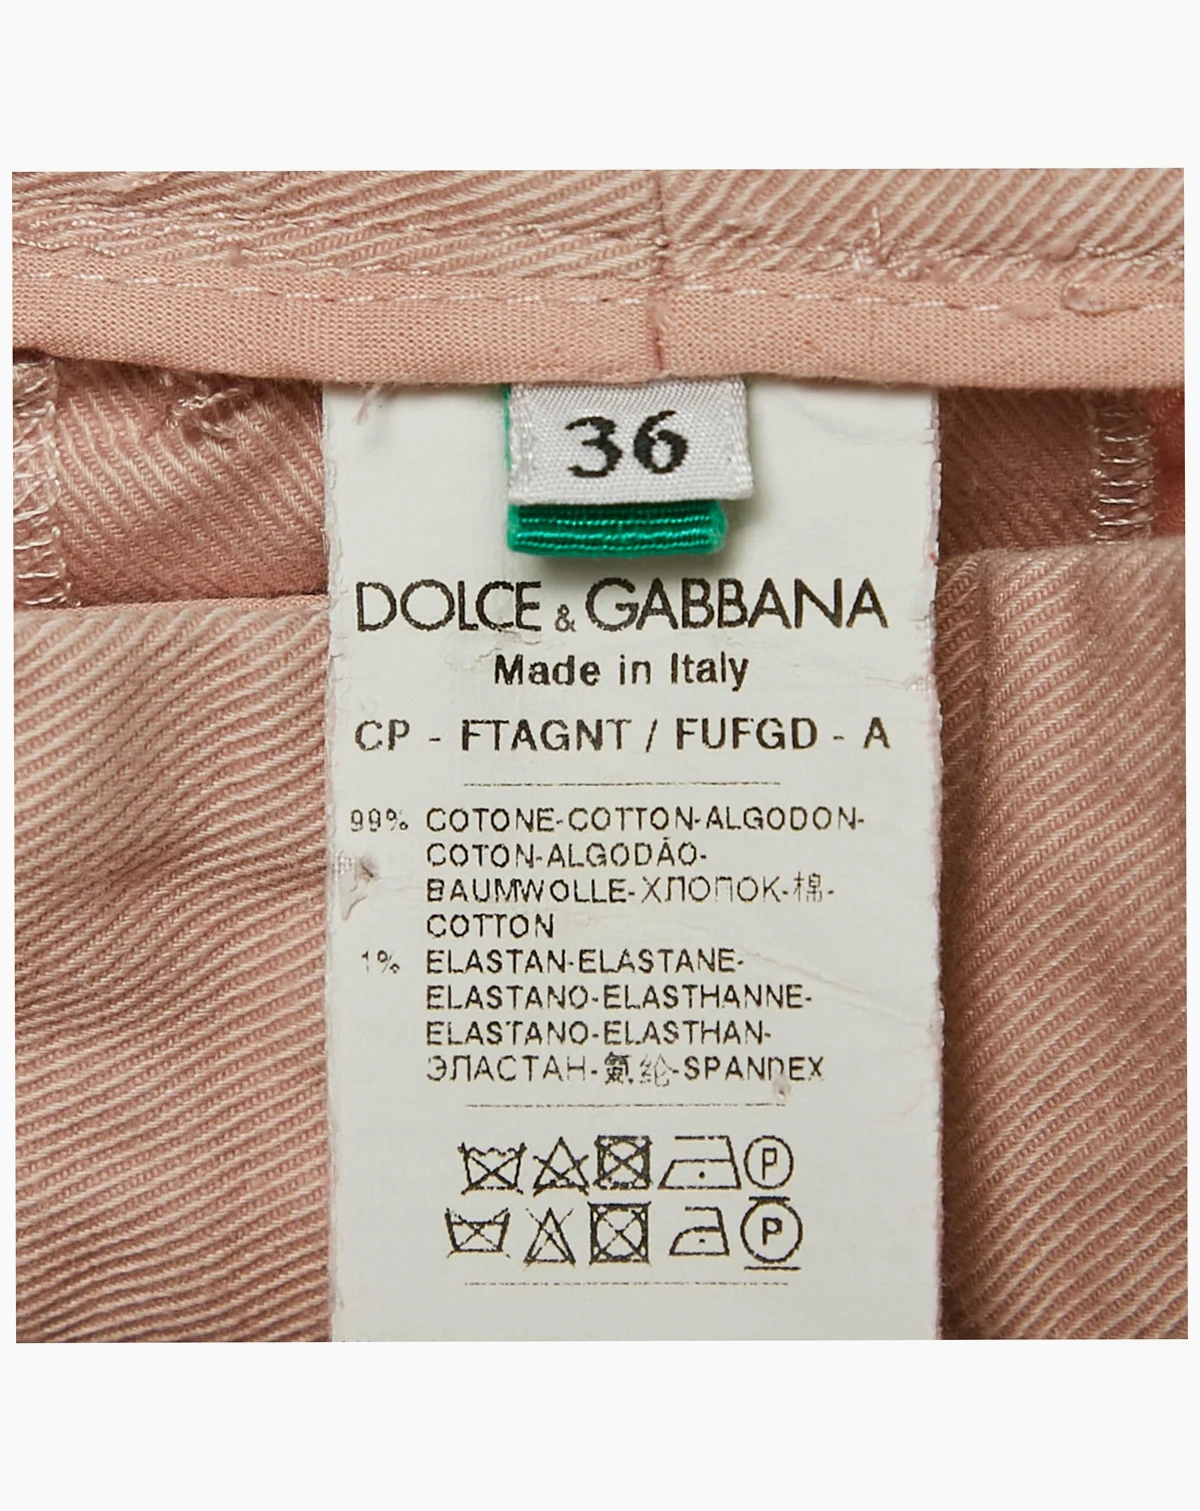 36
DOLCE & GABBANA
Made in Italy
CP - FTAGNT / FUFGD - A
99% COTONE-COTTON-ALGODON-
COTON-ALGODÃO-
BAUMWOLLE-ХЛОПОК-棉-
COTTON
1% ELASTAN-ELASTANE-
ELASTANO-ELASTHANNE-
ELASTANO-ELASTHAN-
ЭЛАСТАН-氨纶-SPANDEX
P
P